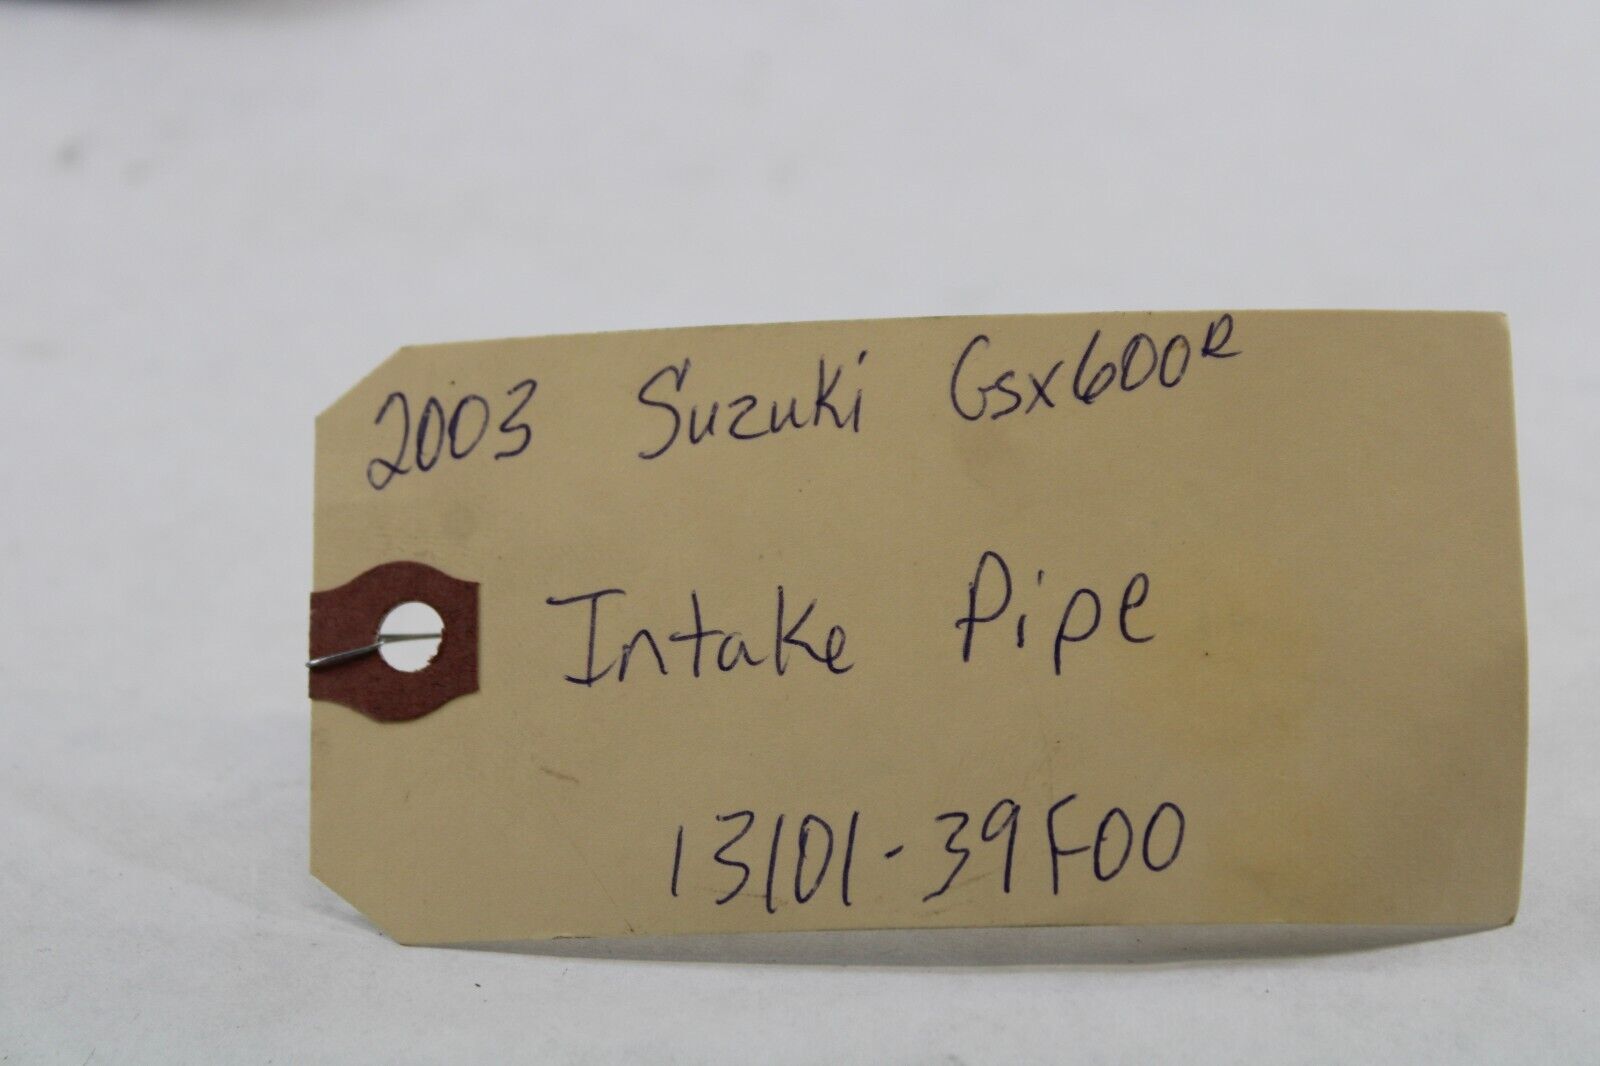 2003 Suzuki Gsx600R
Intake Pipe
13101-39F00